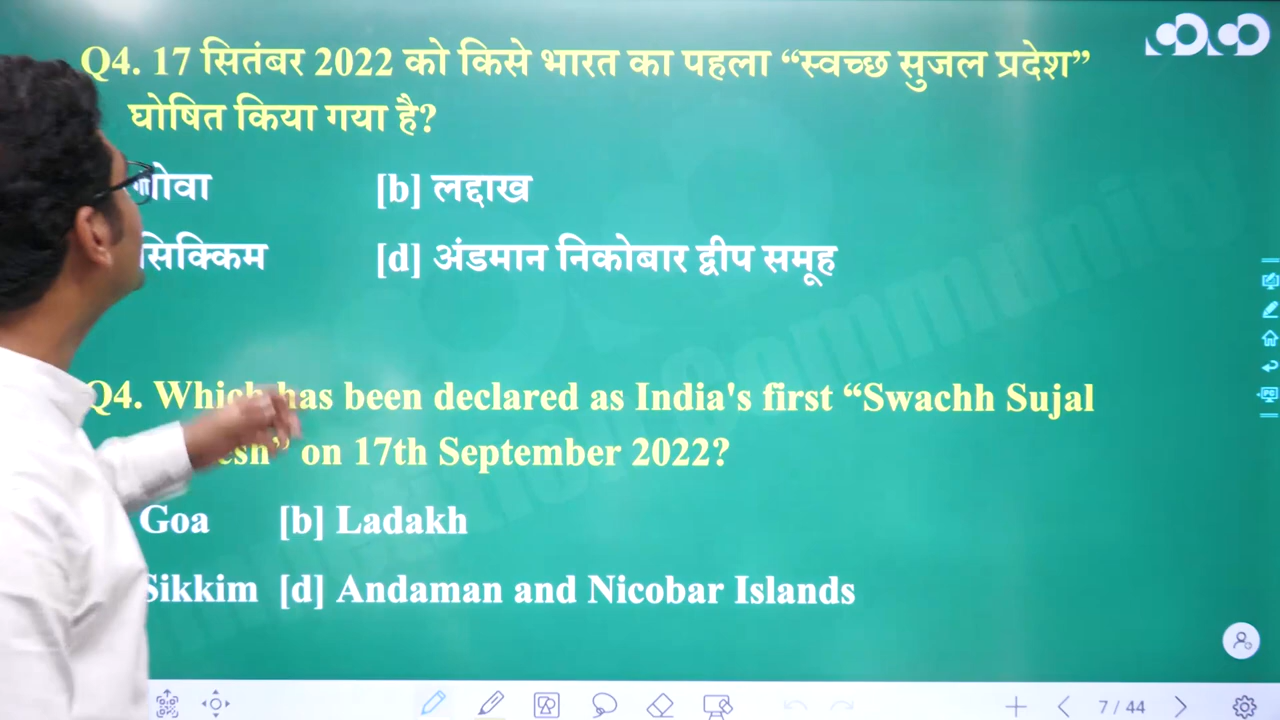 Q4. 17 सितंबर 2022 को किसे भारत का पहला “स्वच्छ सुजल प्रदेश”
घोषित किया गया है?
[b] लद्दाख
सिक्किम [d] अंडमान निकोबार द्वीप समूह
Q4. Which has been declared as India's first “Swachh Sujal
on 17th September 2022?
Goa [b] Ladakh
Sikkim [d] Andaman and Nicobar Islands
7 / 44